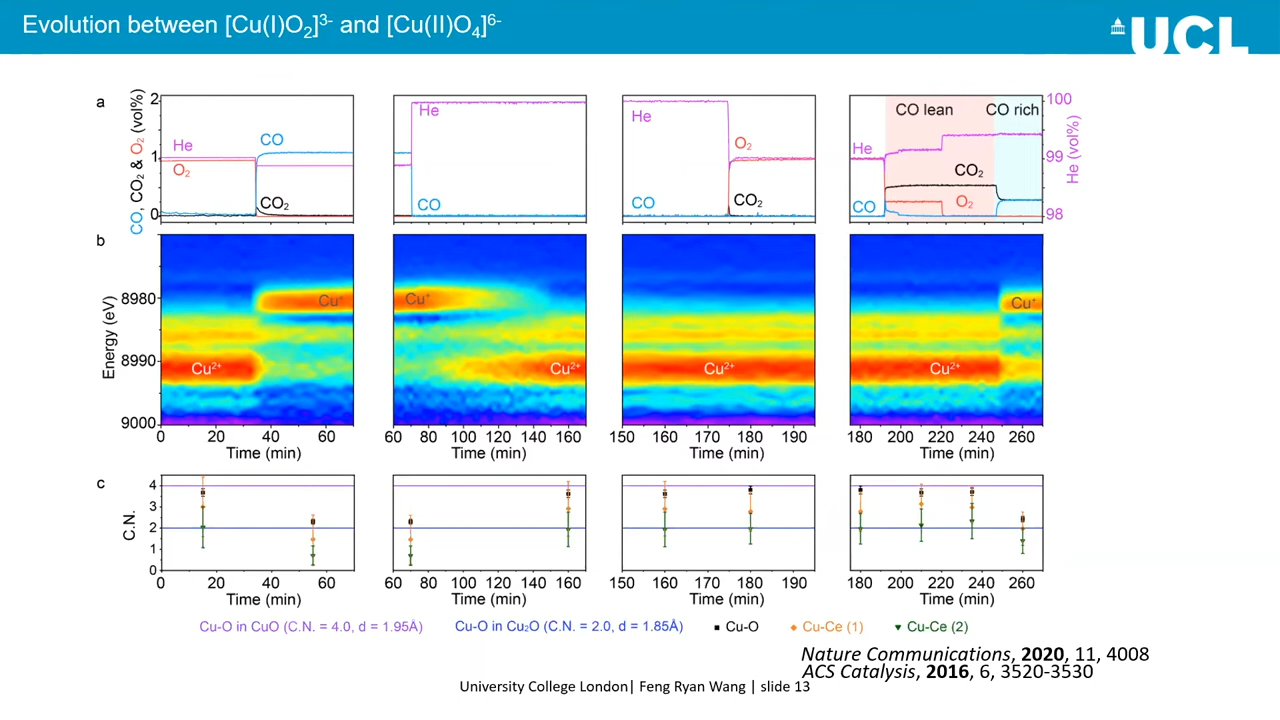 Evolution between [Cu(I)O2]3- and [Cu(II)O4]6-
UCL
a
CO, CO2 & O2 (vol%)
2
1
0
He
O2
CO
CO2
He
CO
He
CO
O2
CO2
CO lean
CO rich
He
CO2
CO
O2
100
99
98
He (vol%)
b
Energy (eV)
8980
8990
9000
Cu2+
Cu+
Cu+
Cu2+
Cu2+
Cu2+
Cu+
0 20 40 60
60 80 100 120 140 160
150 160 170 180 190
180 200 220 240 260
Time (min)
Time (min)
Time (min)
Time (min)
c
C.N.
4
3
2
1
0
0 20 40 60
60 80 100 120 140 160
150 160 170 180 190
180 200 220 240 260
Time (min)
Time (min)
Time (min)
Time (min)
Cu-O in CuO (C.N. = 4.0, d = 1.95Å)
Cu-O in Cu2O (C.N. = 2.0, d = 1.85Å)
Cu-O
Cu-Ce (1)
Cu-Ce (2)
Nature Communications, 2020, 11, 4008
ACS Catalysis, 2016, 6, 3520-3530
University College London| Feng Ryan Wang | slide 13